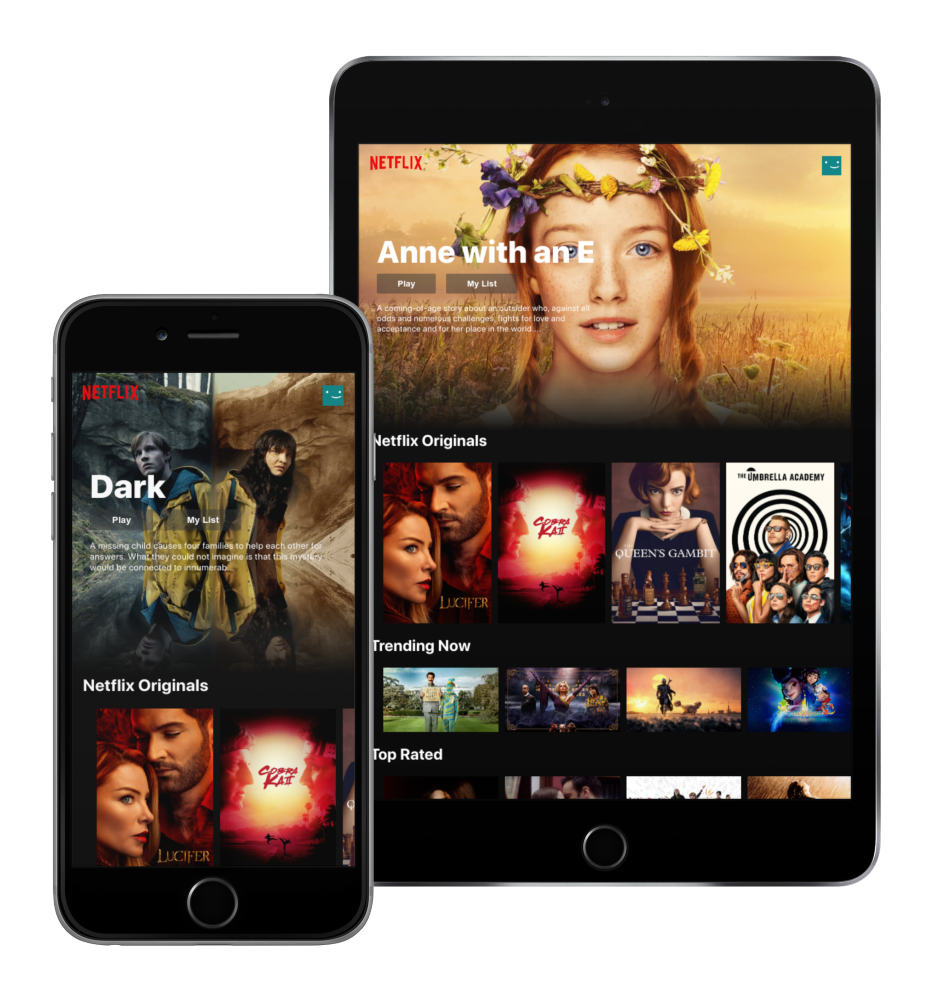 NETFLIX
Anne with an E
Play
My List
A coming-of-age story about an outsider who, against all
odds and numerous challenges, fights for love and
acceptance and for her place in the world....
Netflix Originals
LUCIFER
COBRA
KAII
QUEEN'S GAMBIT
THE UMBRELLA ACADEMY
Trending Now
Top Rated
NETFLIX
Dark
Play
My List
A missing child causes four families to help each other for
answers. What they could not imagine is that this mystery
would be connected to innumerab...
Netflix Originals
LUCIFER
COBRA
KAII